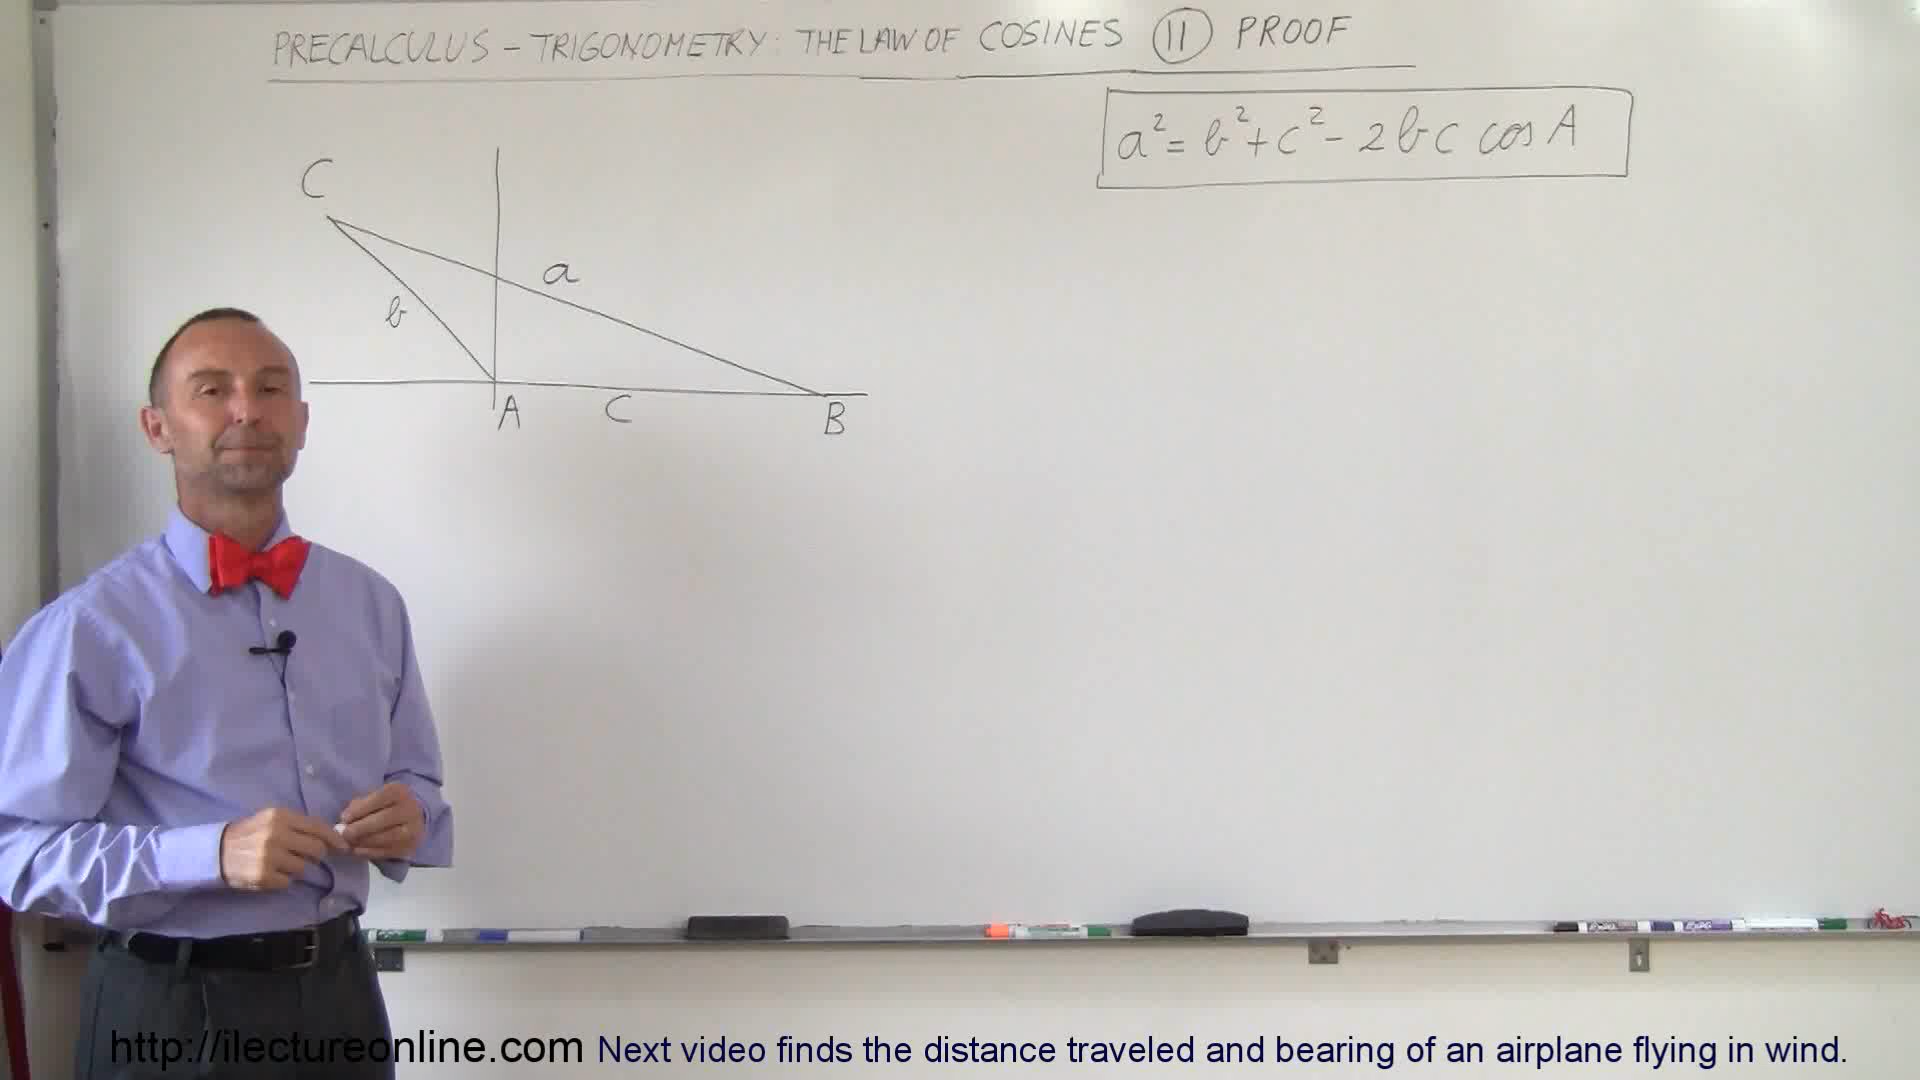 PRECALCULUS - TRIGONOMETRY: THE LAW OF COSINES 11 PROOF
a² = b² + c² - 2bc cos A
C
a
b
A C B
http://ilectureonline.com Next video finds the distance traveled and bearing of an airplane flying in wind.